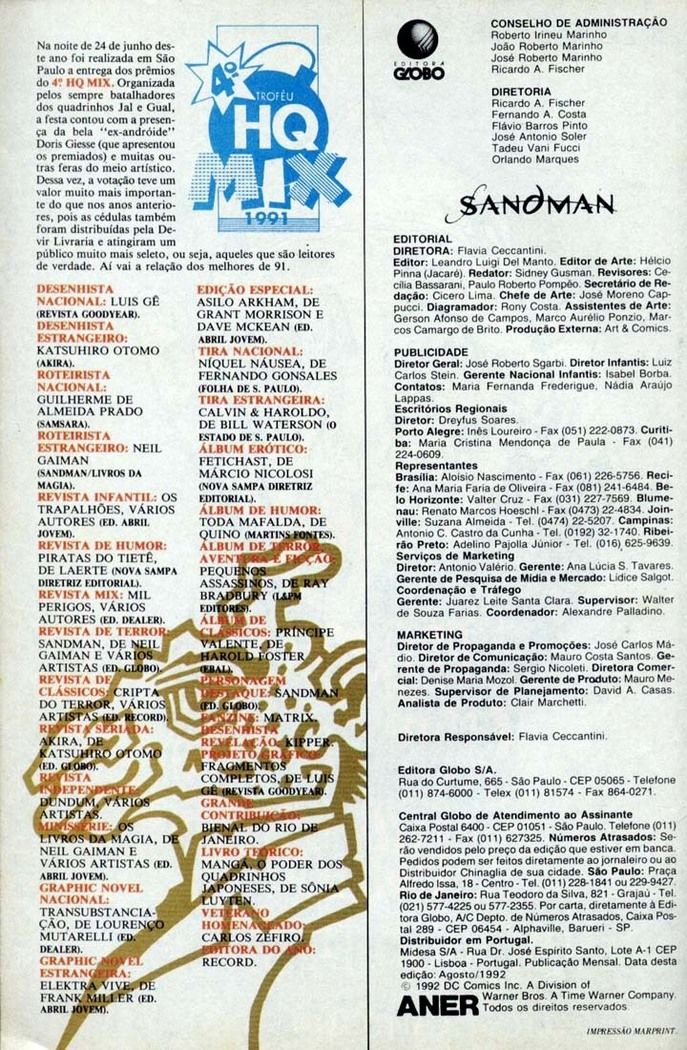 Na noite de 24 de junho des-
te ano foi realizada em São
Paulo a entrega dos prêmios
do 4º HQ MIX. Organizada
pelos sempre batalhadores
dos quadrinhos Jal e Gual,
a festa contou com a presen-
ça da bela "ex-andróide"
Doris Giesse (que apresentou
os premiados) e muitas ou-
tras feras do meio artístico.
Dessa vez, a votação teve um
valor muito mais importan-
te do que nos anos anterio-
res, pois as cédulas também
foram distribuídas pela De-
vir Livraria e atingiram um
público muito mais seleto, ou seja, aqueles que são leitores
de verdade. Aí vai a relação dos melhores de 91.
4º
TROFÉU
HQ
MIX
1991
DESENHISTA
NACIONAL: LUIS GÊ
(REVISTA GOODYEAR).
DESENHISTA
ESTRANGEIRO:
KATSUHIRO OTOMO
(AKIRA).
ROTEIRISTA
NACIONAL:
GUILHERME DE
ALMEIDA PRADO
(SAMSARA).
ROTEIRISTA
ESTRANGEIRO: NEIL
GAIMAN
(SANDMAN/LIVROS DA
MAGIA).
REVISTA INFANTIL: OS
TRAPALHÕES, VÁRIOS
AUTORES (ED. ABRIL
JOVEM).
REVISTA DE HUMOR:
PIRATAS DO TIETÊ,
DE LAERTE (NOVA SAMPA
DIRETRIZ EDITORIAL).
REVISTA MIX: MIL
PERIGOS, VÁRIOS
AUTORES (ED. DEALER).
REVISTA DE TERROR:
SANDMAN, DE NEIL
GAIMAN E VÁRIOS
ARTISTAS (ED. GLOBO).
REVISTA DE
CLÁSSICOS: CRIPTA
DO TERROR, VÁRIOS
ARTISTAS (ED. RECORD).
REVISTA SERIADA:
AKIRA, DE
KATSUHIRO OTOMO
(ED. GLOBO).
REVISTA
INDEPENDENTE:
DUNDUM, VÁRIOS
ARTISTAS.
MINISSÉRIE: OS
LIVROS DA MAGIA, DE
NEIL GAIMAN E
VÁRIOS ARTISTAS (ED.
ABRIL JOVEM).
GRAPHIC NOVEL
NACIONAL:
TRANSUBSTANCIA-
ÇÃO, DE LOURENÇO
MUTARELLI (ED.
DEALER).
GRAPHIC NOVEL
ESTRANGEIRA:
ELEKTRA VIVE, DE
FRANK MILLER (ED.
ABRIL JOVEM).
EDIÇÃO ESPECIAL:
ASILO ARKHAM, DE
GRANT MORRISON E
DAVE MCKEAN (ED.
ABRIL JOVEM).
TIRA NACIONAL:
NÍQUEL NÁUSEA, DE
FERNANDO GONSALES
(FOLHA DE S. PAULO).
TIRA ESTRANGEIRA:
CALVIN & HAROLDO,
DE BILL WATERSON (O
ESTADO DE S. PAULO).
ÁLBUM ERÓTICO:
FETICHAST, DE
MÁRCIO NICOLOSI
(NOVA SAMPA DIRETRIZ
EDITORIAL).
ÁLBUM DE HUMOR:
TODA MAFALDA, DE
QUINO (MARTINS FONTES).
ÁLBUM DE TERROR,
AVENTURA E FICÇÃO:
PEQUENOS
ASSASSINOS, DE RAY
BRADBURY (L&PM
EDITORES).
ÁLBUM DE
CLÁSSICOS: PRÍNCIPE
VALENTE, DE
HAROLD FOSTER
(EBAL).
PERSONAGEM
DESTAQUE: SANDMAN
(ED. GLOBO).
FANZINE: MATRIX.
DESENHISTA
REVELAÇÃO: KIPPER.
PROJETO GRÁFICO:
FRAGMENTOS
COMPLETOS, DE LUIS
GÊ (REVISTA GOODYEAR).
GRANDE
CONTRIBUIÇÃO:
BIENAL DO RIO DE
JANEIRO.
LIVRO TEÓRICO:
MANGÁ, O PODER DOS
QUADRINHOS
JAPONESES, DE SÔNIA
LUYTEN.
VETERANO
HOMENAGEADO:
CARLOS ZÉFIRO.
EDITORA DO ANO:
RECORD.
EDITORA
GLOBO
CONSELHO DE ADMINISTRAÇÃO
Roberto Irineu Marinho
João Roberto Marinho
José Roberto Marinho
Ricardo A. Fischer
DIRETORIA
Ricardo A. Fischer
Fernando A. Costa
Flávio Barros Pinto
José Antonio Soler
Tadeu Vani Fucci
Orlando Marques
SANDMAN
EDITORIAL
DIRETORA: Flavia Ceccantini.
Editor: Leandro Luigi Del Manto. Editor de Arte: Hélcio
Pinna (Jacaré). Redator: Sidney Gusman. Revisores: Ce-
cília Bassarani, Paulo Roberto Pompêo. Secretário de Re-
dação: Cicero Lima. Chefe de Arte: José Moreno Cap-
pucci. Diagramador: Rony Costa. Assistentes de Arte:
Gerson Afonso de Campos, Marco Aurélio Ponzio, Mar-
cos Camargo de Brito. Produção Externa: Art & Comics.
PUBLICIDADE
Diretor Geral: José Roberto Sgarbi. Diretor Infantis: Luiz
Carlos Stein. Gerente Nacional Infantis: Isabel Borba.
Contatos: Maria Fernanda Frederigue, Nádia Araújo
Lappas.
Escritórios Regionais
Diretor: Dreyfus Soares.
Porto Alegre: Inês Loureiro - Fax (051) 222-0873. Curiti-
ba: Maria Cristina Mendonça de Paula - Fax (041)
224-0609.
Representantes
Brasília: Aloisio Nascimento - Fax (061) 226-5756. Reci-
fe: Ana Maria Faria de Oliveira - Fax (081) 241-6484. Be-
lo Horizonte: Valter Cruz - Fax (031) 227-7569. Blume-
nau: Renato Marcos Hoeschl - Fax (0473) 22-4834. Join-
ville: Suzana Almeida - Tel. (0474) 22-5207. Campinas:
Antonio C. Castro da Cunha - Tel. (0192) 32-1740. Ribei-
rão Preto: Adelino Pajolla Júnior - Tel. (016) 625-9639.
Serviços de Marketing
Diretor: Antonio Valério. Gerente: Ana Lúcia S. Tavares.
Gerente de Pesquisa de Mídia e Mercado: Lídice Salgot.
Coordenação e Tráfego
Gerente: Juarez Leite Santa Clara. Supervisor: Walter
de Souza Farias. Coordenador: Alexandre Palladino.
MARKETING
Diretor de Propaganda e Promoções: José Carlos Má-
dio. Diretor de Comunicação: Mauro Costa Santos. Ge-
rente de Propaganda: Sergio Nicoleti. Diretora Comer-
cial: Denise Maria Mozol. Gerente de Produto: Mauro Me-
nezes. Supervisor de Planejamento: David A. Casas.
Analista de Produto: Clair Marchetti.
Diretora Responsável: Flavia Ceccantini.
Editora Globo S/A.
Rua do Curtume, 665 - São Paulo - CEP 05065 - Telefone
(011) 874-6000 - Telex (011) 81574 - Fax 864-0271.
Central Globo de Atendimento ao Assinante
Caixa Postal 6400 - CEP 01051 - São Paulo. Telefone (011)
262-7211 - Fax (011) 627325. Números Atrasados: Se-
rão vendidos pelo preço da edição que estiver em banca.
Pedidos podem ser feitos diretamente ao jornaleiro ou ao
Distribuidor Chinaglia de sua cidade. São Paulo: Praça
Alfredo Issa, 18 - Centro - Tel. (011) 228-1841 ou 229-9427.
Rio de Janeiro: Rua Teodoro da Silva, 821 - Grajaú - Tel.
(021) 577-4225 ou 577-2355. Por carta, diretamente à Edi-
tora Globo, A/C Depto. de Números Atrasados, Caixa Pos-
tal 289 - CEP 06454 - Alphaville, Barueri - SP.
Distribuidor em Portugal.
Midesa S/A - Rua Dr. José Espirito Santo, Lote A-1 CEP
1900 - Lisboa - Portugal. Publicação Mensal. Data desta
edição: Agosto/1992
© 1992 DC Comics Inc. A Division of
Warner Bros. A Time Warner Company.
ANER Todos os direitos reservados.
IMPRESSÃO MARPRINT.